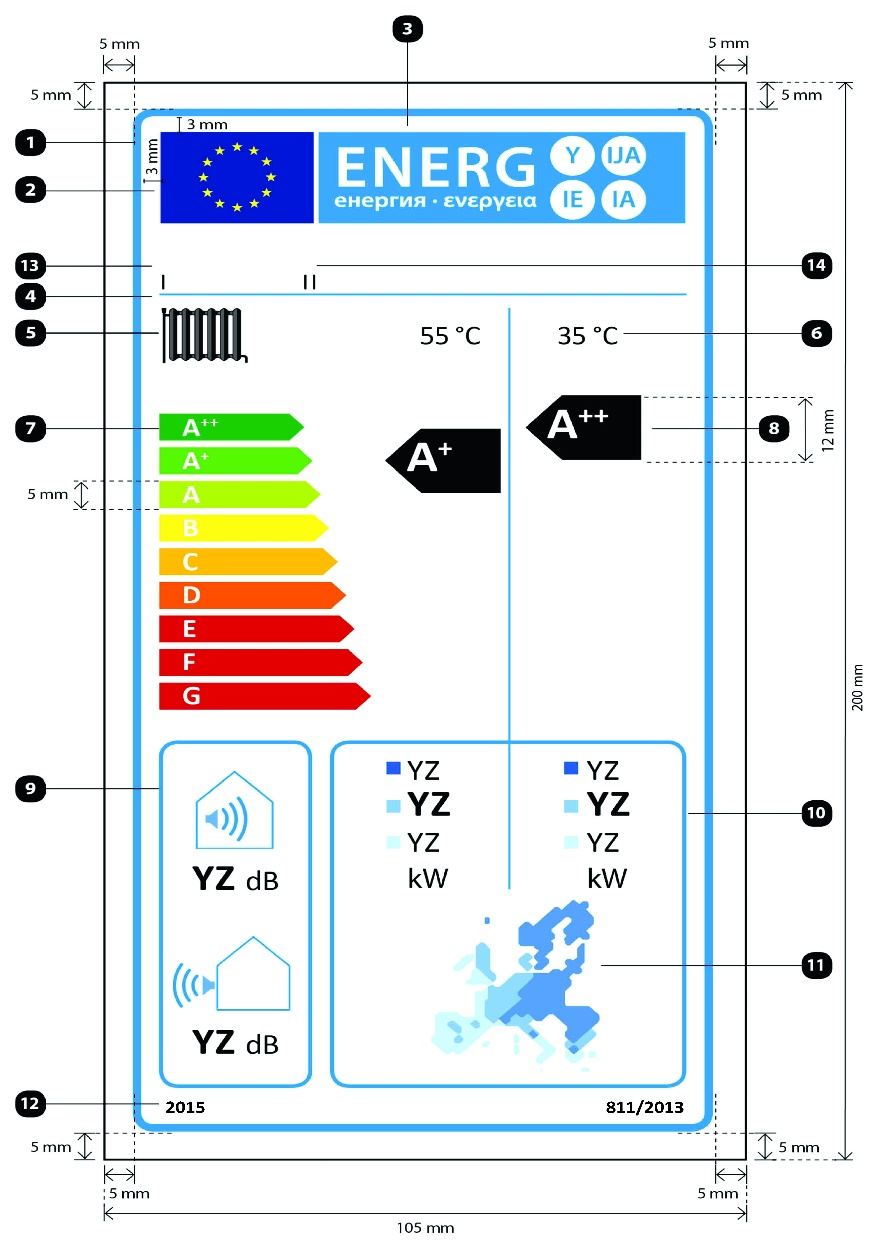 3
5 mm
5 mm
5 mm
5 mm
3 mm
1
3 mm
ENERG
Y
IJA
2
енергия · ενεργεια
IE
IA
13
14
I
II
4
5
55 °C
35 °C
6
7
A++
A+
A++
8
12 mm
A+
5 mm
A
B
C
D
E
F
G
200 mm
YZ
YZ
9
YZ
YZ
10
YZ
YZ
YZ dB
kW
kW
11
YZ dB
12
2015
811/2013
5 mm
5 mm
5 mm
5 mm
105 mm